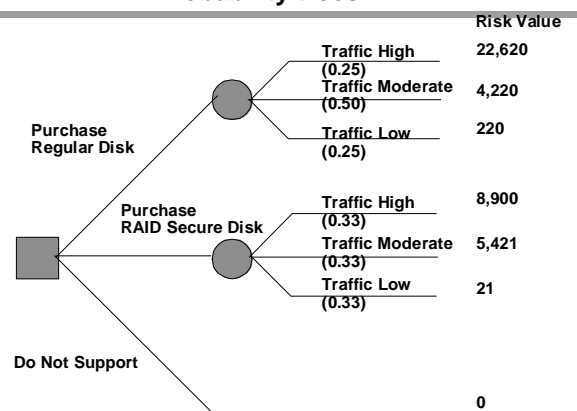 Risk Value
Traffic High 22,620
(0.25)
Traffic Moderate 4,220
(0.50)
Traffic Low 220
(0.25)
Purchase
Regular Disk
Traffic High 8,900
(0.33)
Purchase
RAID Secure Disk
Traffic Moderate 5,421
(0.33)
Traffic Low 21
(0.33)
Do Not Support
0